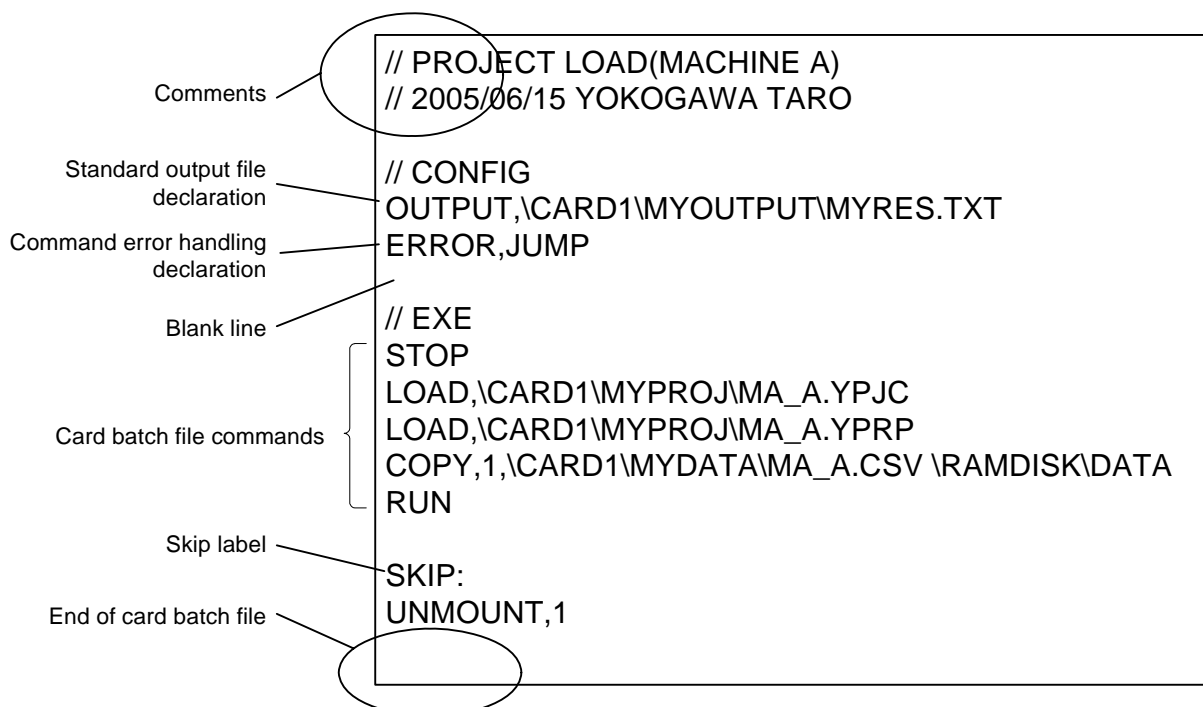 Comments
Standard output file
declaration
Command error handling
declaration
Blank line
Card batch file commands
Skip label
End of card batch file
// PROJECT LOAD(MACHINE A)
// 2005/06/15 YOKOGAWA TARO
// CONFIG
OUTPUT,\CARD1\MYOUTPUT\MYRES.TXT
ERROR,JUMP
// EXE
STOP
LOAD,\CARD1\MYPROJ\MA_A.YPJC
LOAD,\CARD1\MYPROJ\MA_A.YPRP
COPY,1,\CARD1\MYDATA\MA_A.CSV \RAMDISK\DATA
RUN
SKIP:
UNMOUNT,1